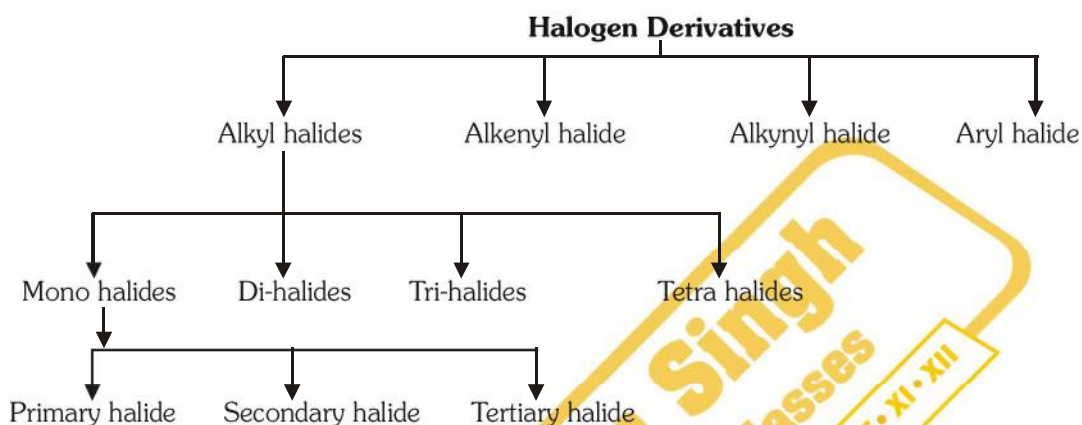 Halogen Derivatives
Alkyl halides Alkenyl halide Alkynyl halide Aryl halide
Mono halides Di-halides Tri-halides Tetra halides
Primary halide Secondary halide Tertiary halide
Singh
XI • XII